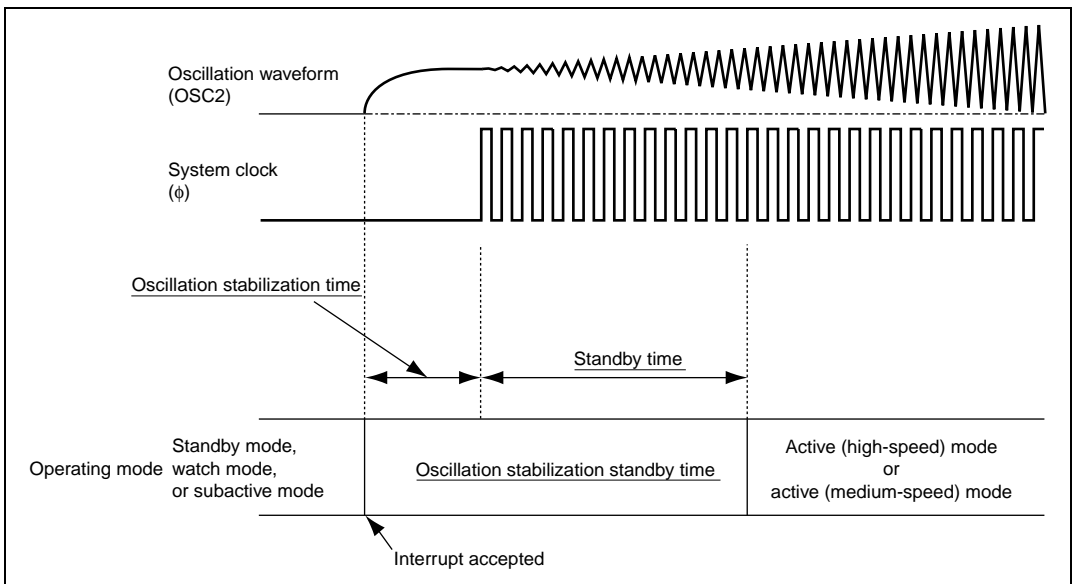 Oscillation waveform
(OSC2)
System clock
(ϕ)
Oscillation stabilization time
Standby time
Operating mode
Standby mode,
watch mode,
or subactive mode
Oscillation stabilization standby time
Active (high-speed) mode
or
active (medium-speed) mode
Interrupt accepted